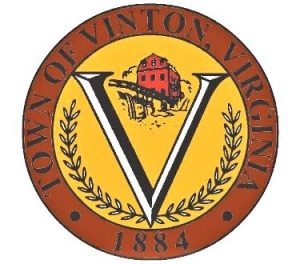 TOWN OF VINTON, VIRGINIA
V
• 1884 •